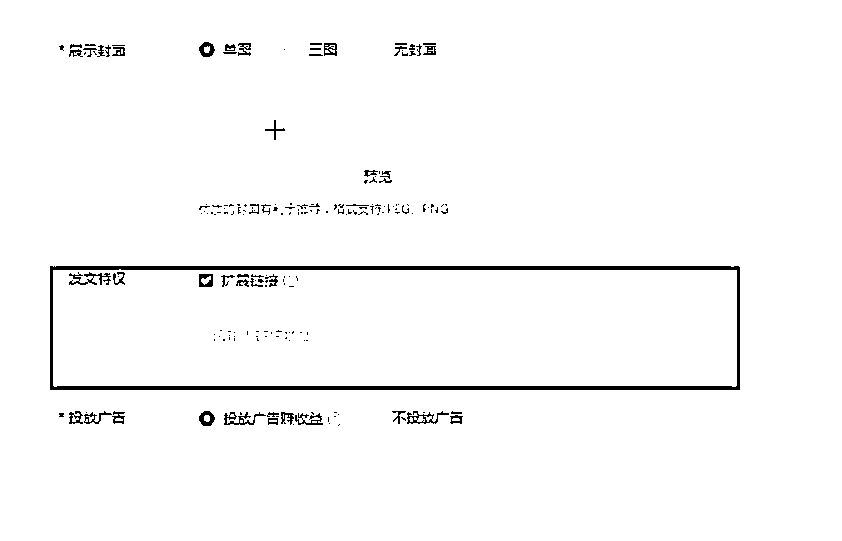 * 展示封面 单图 三图 无封面
预览
优质的封面有利于推荐,格式支持JPEG、PNG
发文特权 扩展链接
* 投放广告 投放广告赚收益 不投放广告